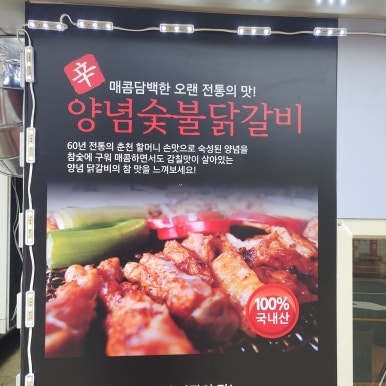 辛
매콤담백한 오랜 전통의 맛!
양념숯불닭갈비
60년 전통의 춘천 할머니 손맛으로 숙성된 양념을
참숯에 구워 매콤하면서도 감칠맛이 살아있는
양념 닭갈비의 참 맛을 느껴보세요!
100%
국내산